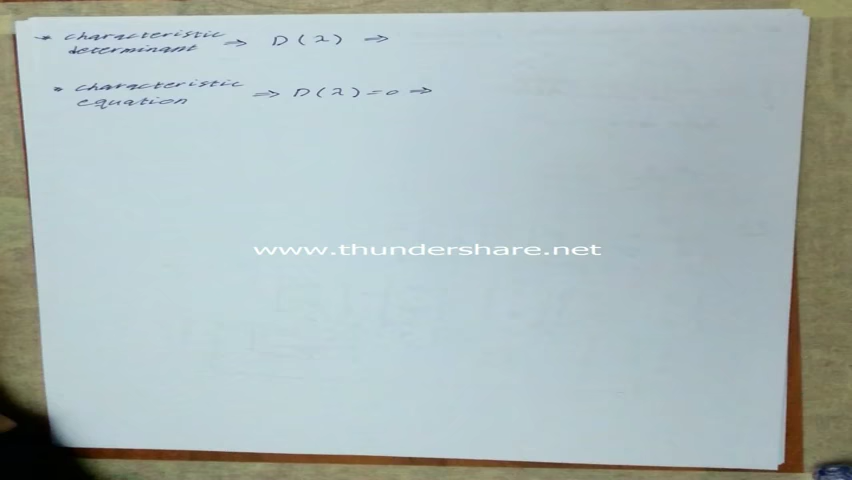 * characteristic
determinant ⇒ D(λ) ⇒
* characteristic
equation ⇒ D(λ)=0 ⇒
www.thundershare.net